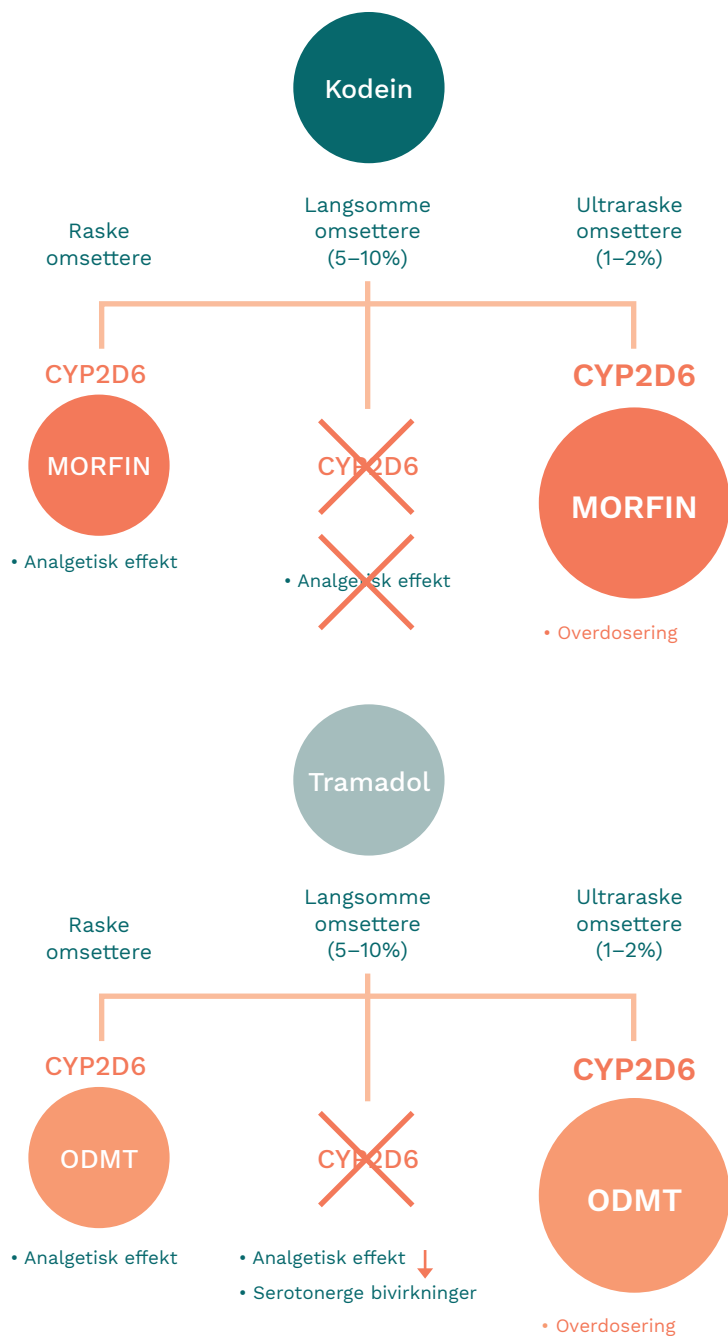 Kodein
Raske
omsettere
Langsomme
omsettere
(5–10%)
Ultraraske
omsettere
(1–2%)
CYP2D6
MORFIN
• Analgetisk effekt
CYP2D6
• Analgetisk effekt
CYP2D6
MORFIN
• Overdosering
Tramadol
Raske
omsettere
Langsomme
omsettere
(5–10%)
Ultraraske
omsettere
(1–2%)
CYP2D6
ODMT
• Analgetisk effekt
CYP2D6
• Analgetisk effekt
• Serotonerge bivirkninger
CYP2D6
ODMT
• Overdosering